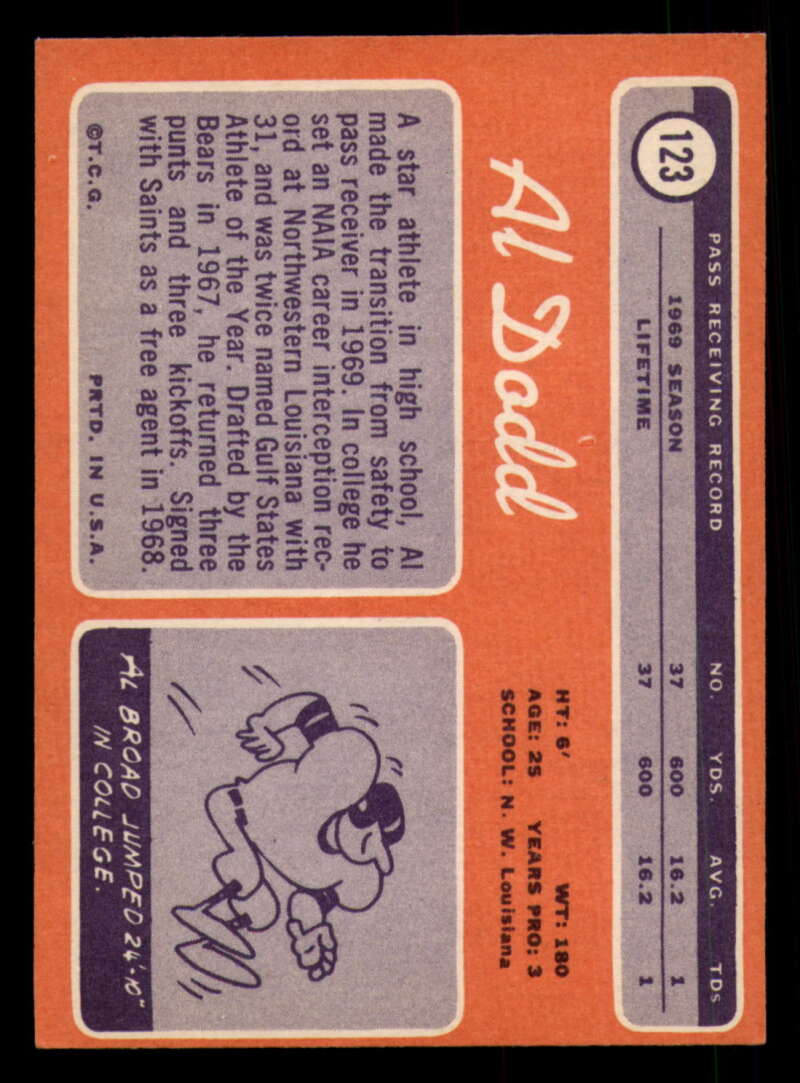 123
PASS RECEIVING RECORD NO. YDS. AVG. TDs
1969 SEASON 37 600 16.2 1
LIFETIME 37 600 16.2 1
Al Dodd
HT: 6' WT: 180
AGE: 25 YEARS PRO: 3
SCHOOL: N. W. Louisiana
A star athlete in high school, Al
made the transition from safety to
pass receiver in 1969. In college he
set an NAIA career interception rec-
ord at Northwestern Louisiana with
31, and was twice named Gulf States
Athlete of the Year. Drafted by the
Bears in 1967, he returned three
punts and three kickoffs. Signed
with Saints as a free agent in 1968.
©T.C.G. PRTD. IN U.S.A.
AL BROAD JUMPED 24'-10"
IN COLLEGE.